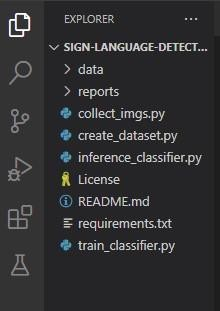 EXPLORER
SIGN-LANGUAGE-DETECT...
data
reports
collect_imgs.py
create_dataset.py
inference_classifier.py
License
README.md
requirements.txt
train_classifier.py